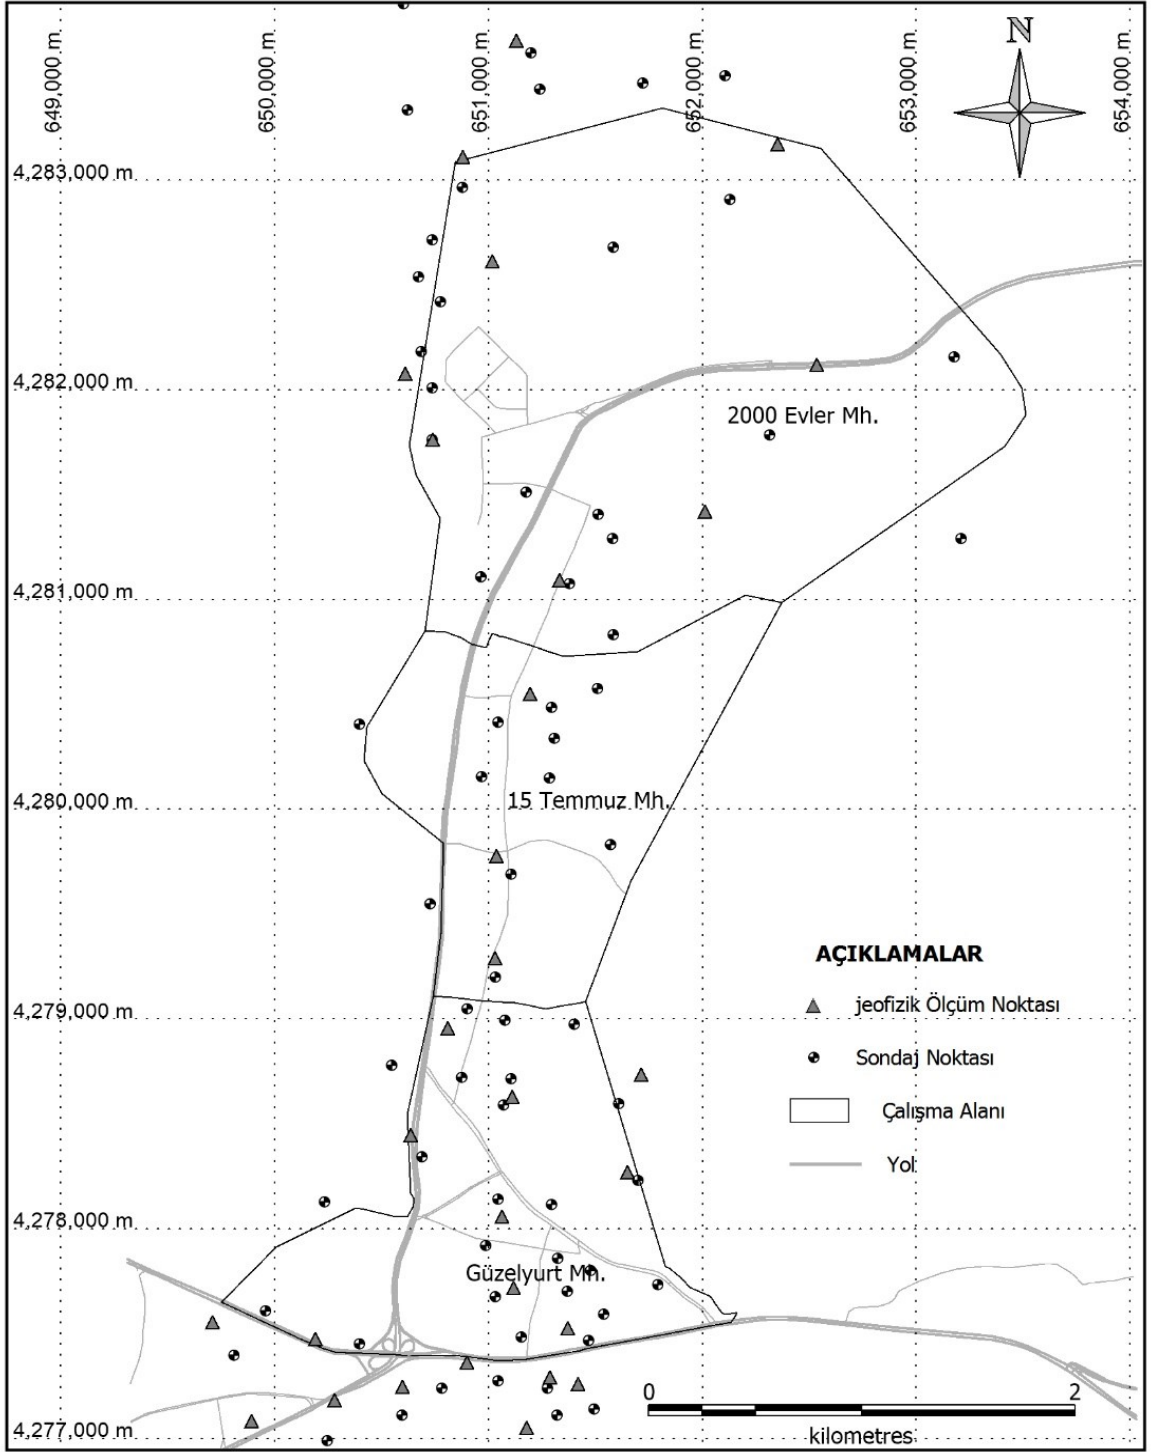 649,000 m
650,000 m
651,000 m
652,000 m
653,000 m
654,000 m
N
4,283,000 m
4,282,000 m
2000 Evler Mh.
4,281,000 m
4,280,000 m
15 Temmuz Mh.
AÇIKLAMALAR
4,279,000 m
jeofizik Ölçüm Noktası
Sondaj Noktası
Çalışma Alanı
Yol
4,278,000 m
Güzelyurt Mh.
0 2
kilometres
4,277,000 m